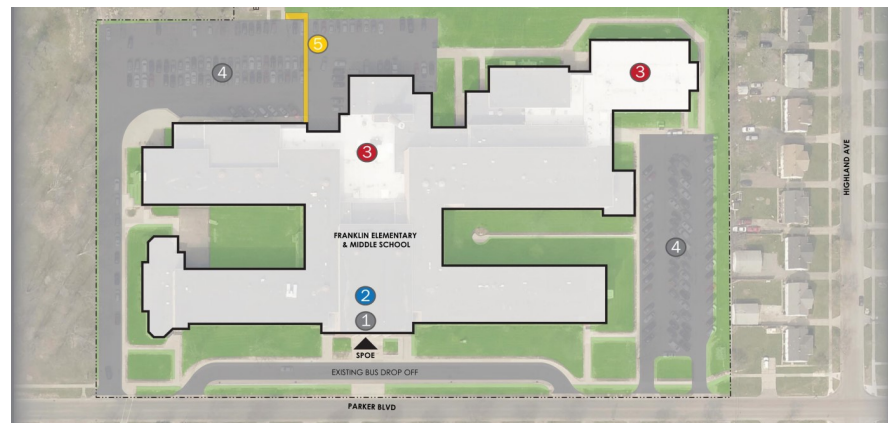 5
4
3
3
HIGHLAND AVE
FRANKLIN ELEMENTARY
& MIDDLE SCHOOL
4
2
1
SPOE
EXISTING BUS DROP OFF
PARKER BLVD